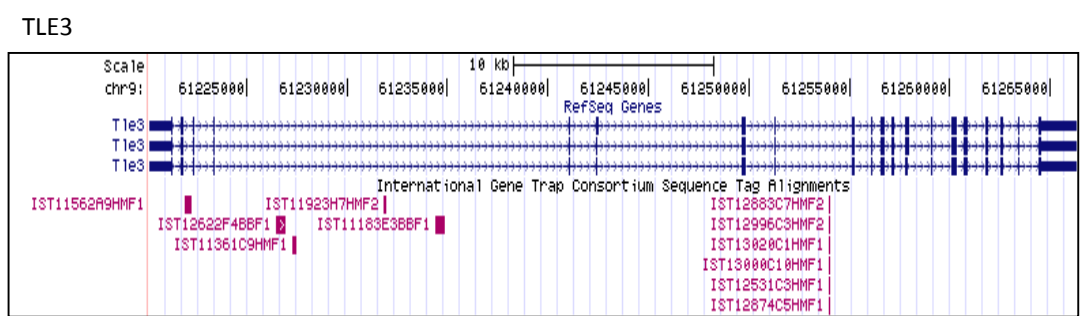 TLE3
Scale 10 kb
chr9: 61225000 61230000 61235000 61240000 61245000 61250000 61255000 61260000 61265000
RefSeq Genes
Tle3
Tle3
Tle3
International Gene Trap Consortium Sequence Tag Alignments
IST11562A9HMF1 IST11923H7HMF2 IST12883C7HMF2
IST12622F4BBF1 IST11183E3BBF1 IST12996C3HMF2
IST11361C9HMF1 IST13020C1HMF1
IST13000C10HMF1
IST12531C3HMF1
IST12874C5HMF1